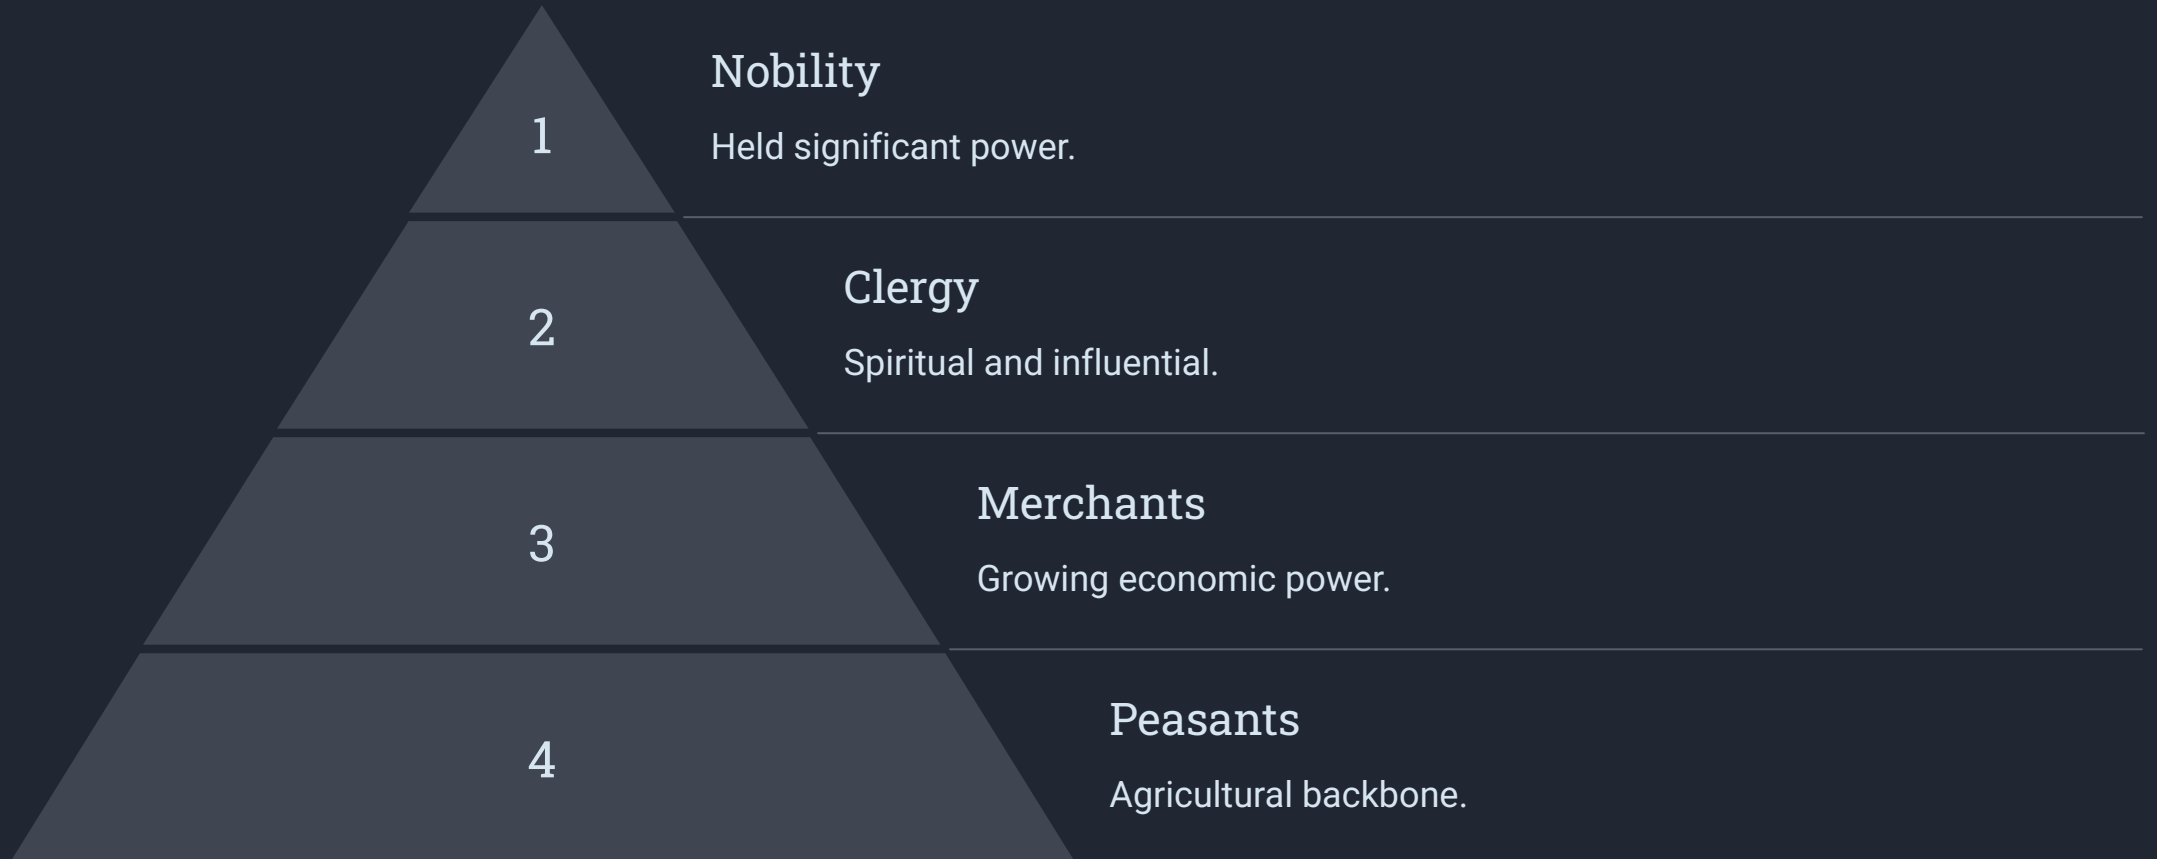 1
Nobility
Held significant power.
2
Clergy
Spiritual and influential.
3
Merchants
Growing economic power.
4
Peasants
Agricultural backbone.